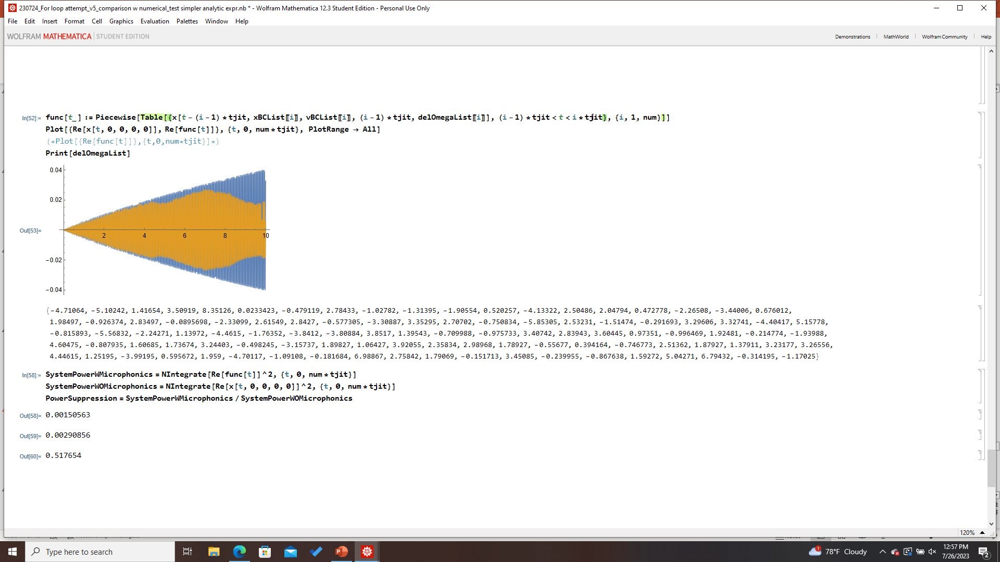 230724_For loop attempt_v5_comparison w numerical_test simpler analytic expr.nb * - Wolfram Mathematica 12.3 Student Edition - Personal Use Only
File Edit Insert Format Cell Graphics Evaluation Palettes Window Help
WOLFRAM MATHEMATICA STUDENT EDITION
Demonstrations MathWorld Wolfram Community Help
In[52]:= func[t_] := Piecewise[Table[{x[t - (i - 1) * tjit, xBCList[[i]], vBCList[[i]], (i - 1) * tjit, delOmegaList[[i]]], (i - 1) * tjit < t < i * tjit}, {i, 1, num}]]
Plot[{Re[x[t, 0, 0, 0, 0]], Re[func[t]]}, {t, 0, num * tjit}, PlotRange → All]
(*Plot[{Re[func[t]]},{t,0,num*tjit}]*)
Print[delOmegaList]
0.04
0.02
Out[53]=
2 4 6 8 10
-0.02
-0.04
{-4.71064, -5.10242, 1.41654, 3.50919, 8.35126, 0.0233423, -0.479119, 2.78433, -1.02782, -1.31395, -1.90554, 0.520257, -4.13322, 2.50486, 2.04794, 0.472778, -2.26508, -3.44006, 0.676012,
1.98497, -0.926374, 2.83497, -0.0895698, -2.33099, 2.61549, 2.8427, -0.577305, -3.30887, 3.35295, 2.70702, -0.750834, -5.85305, 2.53231, -1.51474, -0.291693, 3.29606, 3.32741, -4.40417, 5.15778,
-0.815893, -5.56832, -2.24271, 1.13972, -4.4615, -1.76352, -3.8412, -3.80884, 3.8517, 1.39543, -0.709988, -0.975733, 3.40742, 2.83943, 3.60445, 0.97351, -0.996469, 1.92481, -0.214774, -1.93988,
4.60475, -0.807935, 1.60685, 1.73674, 3.24403, -0.498245, -3.15737, 1.89827, 1.06427, 3.92055, 2.35834, 2.98968, 1.78927, -0.55677, 0.394164, -0.746773, 2.51362, 1.87927, 1.37911, 3.23177, 3.26556,
4.44615, 1.25195, -3.99195, 0.595672, 1.959, -4.70117, -1.09108, -0.181684, 6.98867, 2.75842, 1.79069, -0.151713, 3.45085, -0.239955, -0.867638, 1.59272, 5.04271, 6.79432, -0.314195, -1.17025}
In[58]:= SystemPowerWMicrophonics = NIntegrate[Re[func[t]]^2, {t, 0, num * tjit}]
SystemPowerWOMicrophonics = NIntegrate[Re[x[t, 0, 0, 0, 0]]^2, {t, 0, num * tjit}]
PowerSuppression = SystemPowerWMicrophonics / SystemPowerWOMicrophonics
Out[58]= 0.00150563
Out[59]= 0.00290856
Out[60]= 0.517654
120%
Type here to search
1
78°F Cloudy
12:57 PM
7/26/2023
2